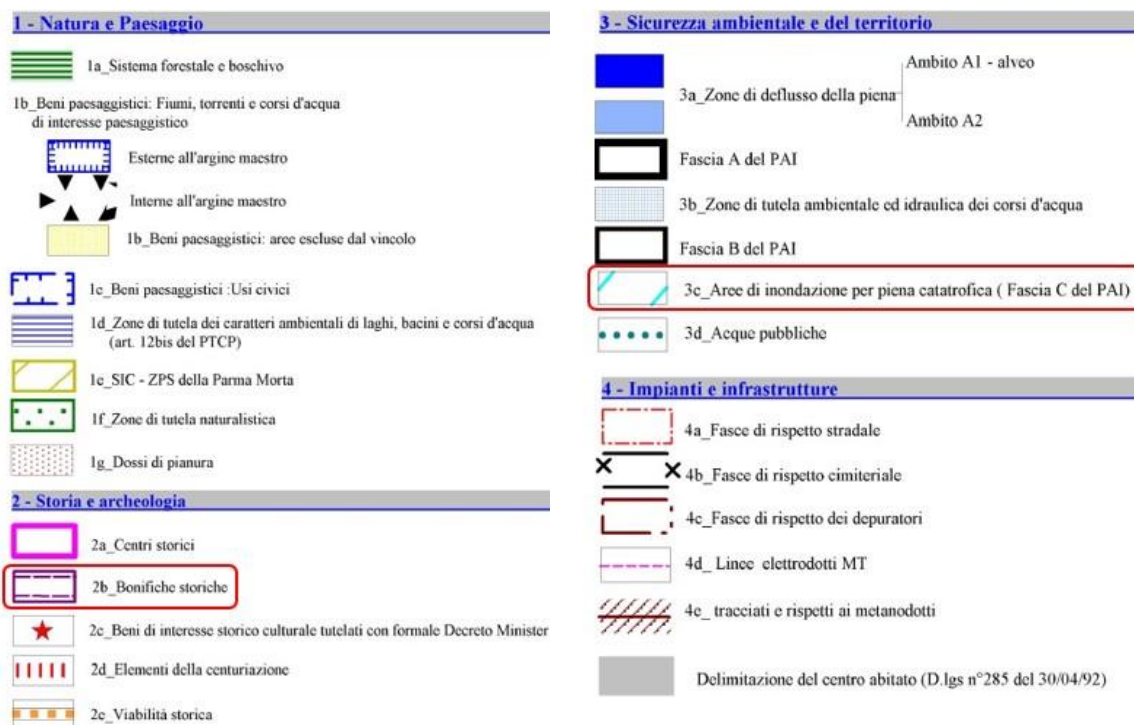 1 - Natura e Paesaggio
1a_Sistema forestale e boschivo
1b_Beni paesaggistici: Fiumi, torrenti e corsi d'acqua
di interesse paesaggistico
Esterne all'argine maestro
Interne all'argine maestro
1b_Beni paesaggistici: aree escluse dal vincolo
1c_Beni paesaggistici :Usi civici
1d_Zone di tutela dei caratteri ambientali di laghi, bacini e corsi d'acqua
(art. 12bis del PTCP)
1e_SIC - ZPS della Parma Morta
1f_Zone di tutela naturalistica
1g_Dossi di pianura
2 - Storia e archeologia
2a_Centri storici
2b_Bonifiche storiche
2c_Beni di interesse storico culturale tutelati con formale Decreto Minister
2d_Elementi della centuriazione
2e_Viabilità storica
3 - Sicurezza ambientale e del territorio
Ambito A1 - alveo
3a_Zone di deflusso della piena
Ambito A2
Fascia A del PAI
3b_Zone di tutela ambientale ed idraulica dei corsi d'acqua
Fascia B del PAI
3c_Aree di inondazione per piena catatrofica ( Fascia C del PAI)
3d_Acque pubbliche
4 - Impianti e infrastrutture
4a_Fasce di rispetto stradale
4b_Fasce di rispetto cimiteriale
4c_Fasce di rispetto dei depuratori
4d_ Linee elettrodotti MT
4e_ tracciati e rispetti ai metanodotti
Delimitazione del centro abitato (D.lgs n°285 del 30/04/92)